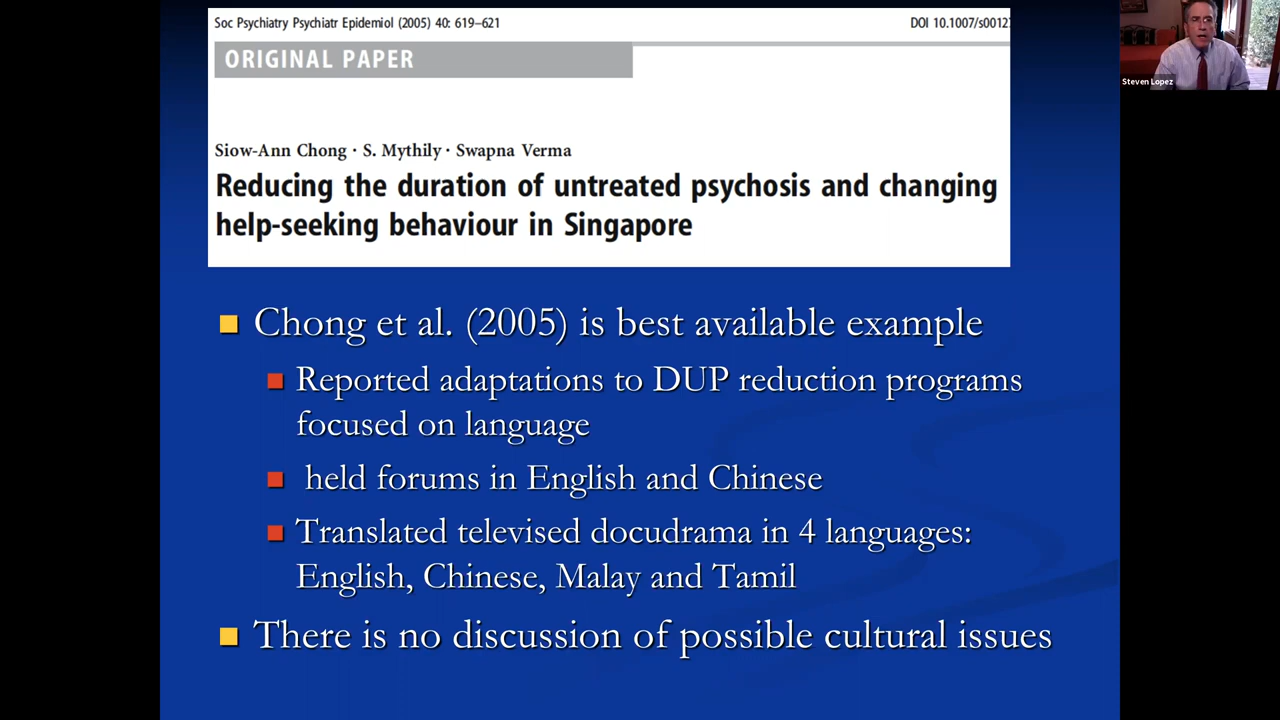 Soc Psychiatry Psychiatr Epidemiol (2005) 40: 619–621
DOI 10.1007/s00127
ORIGINAL PAPER
Steven Lopez
Siow-Ann Chong · S. Mythily · Swapna Verma
Reducing the duration of untreated psychosis and changing
help-seeking behaviour in Singapore
Chong et al. (2005) is best available example
Reported adaptations to DUP reduction programs
focused on language
held forums in English and Chinese
Translated televised docudrama in 4 languages:
English, Chinese, Malay and Tamil
There is no discussion of possible cultural issues